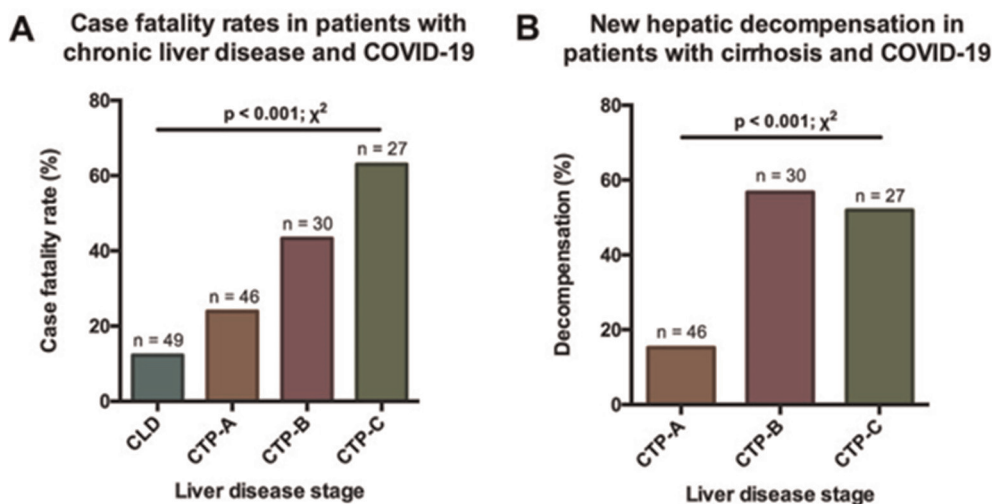 A
Case fatality rates in patients with
chronic liver disease and COVID-19
Case fatality rate (%)
80
60
40
20
0
p < 0.001; χ²
n = 49
n = 46
n = 30
n = 27
CLD
CTP-A
CTP-B
CTP-C
Liver disease stage
B
New hepatic decompensation in
patients with cirrhosis and COVID-19
Decompensation (%)
80
60
40
20
0
p < 0.001; χ²
n = 46
n = 30
n = 27
CTP-A
CTP-B
CTP-C
Liver disease stage